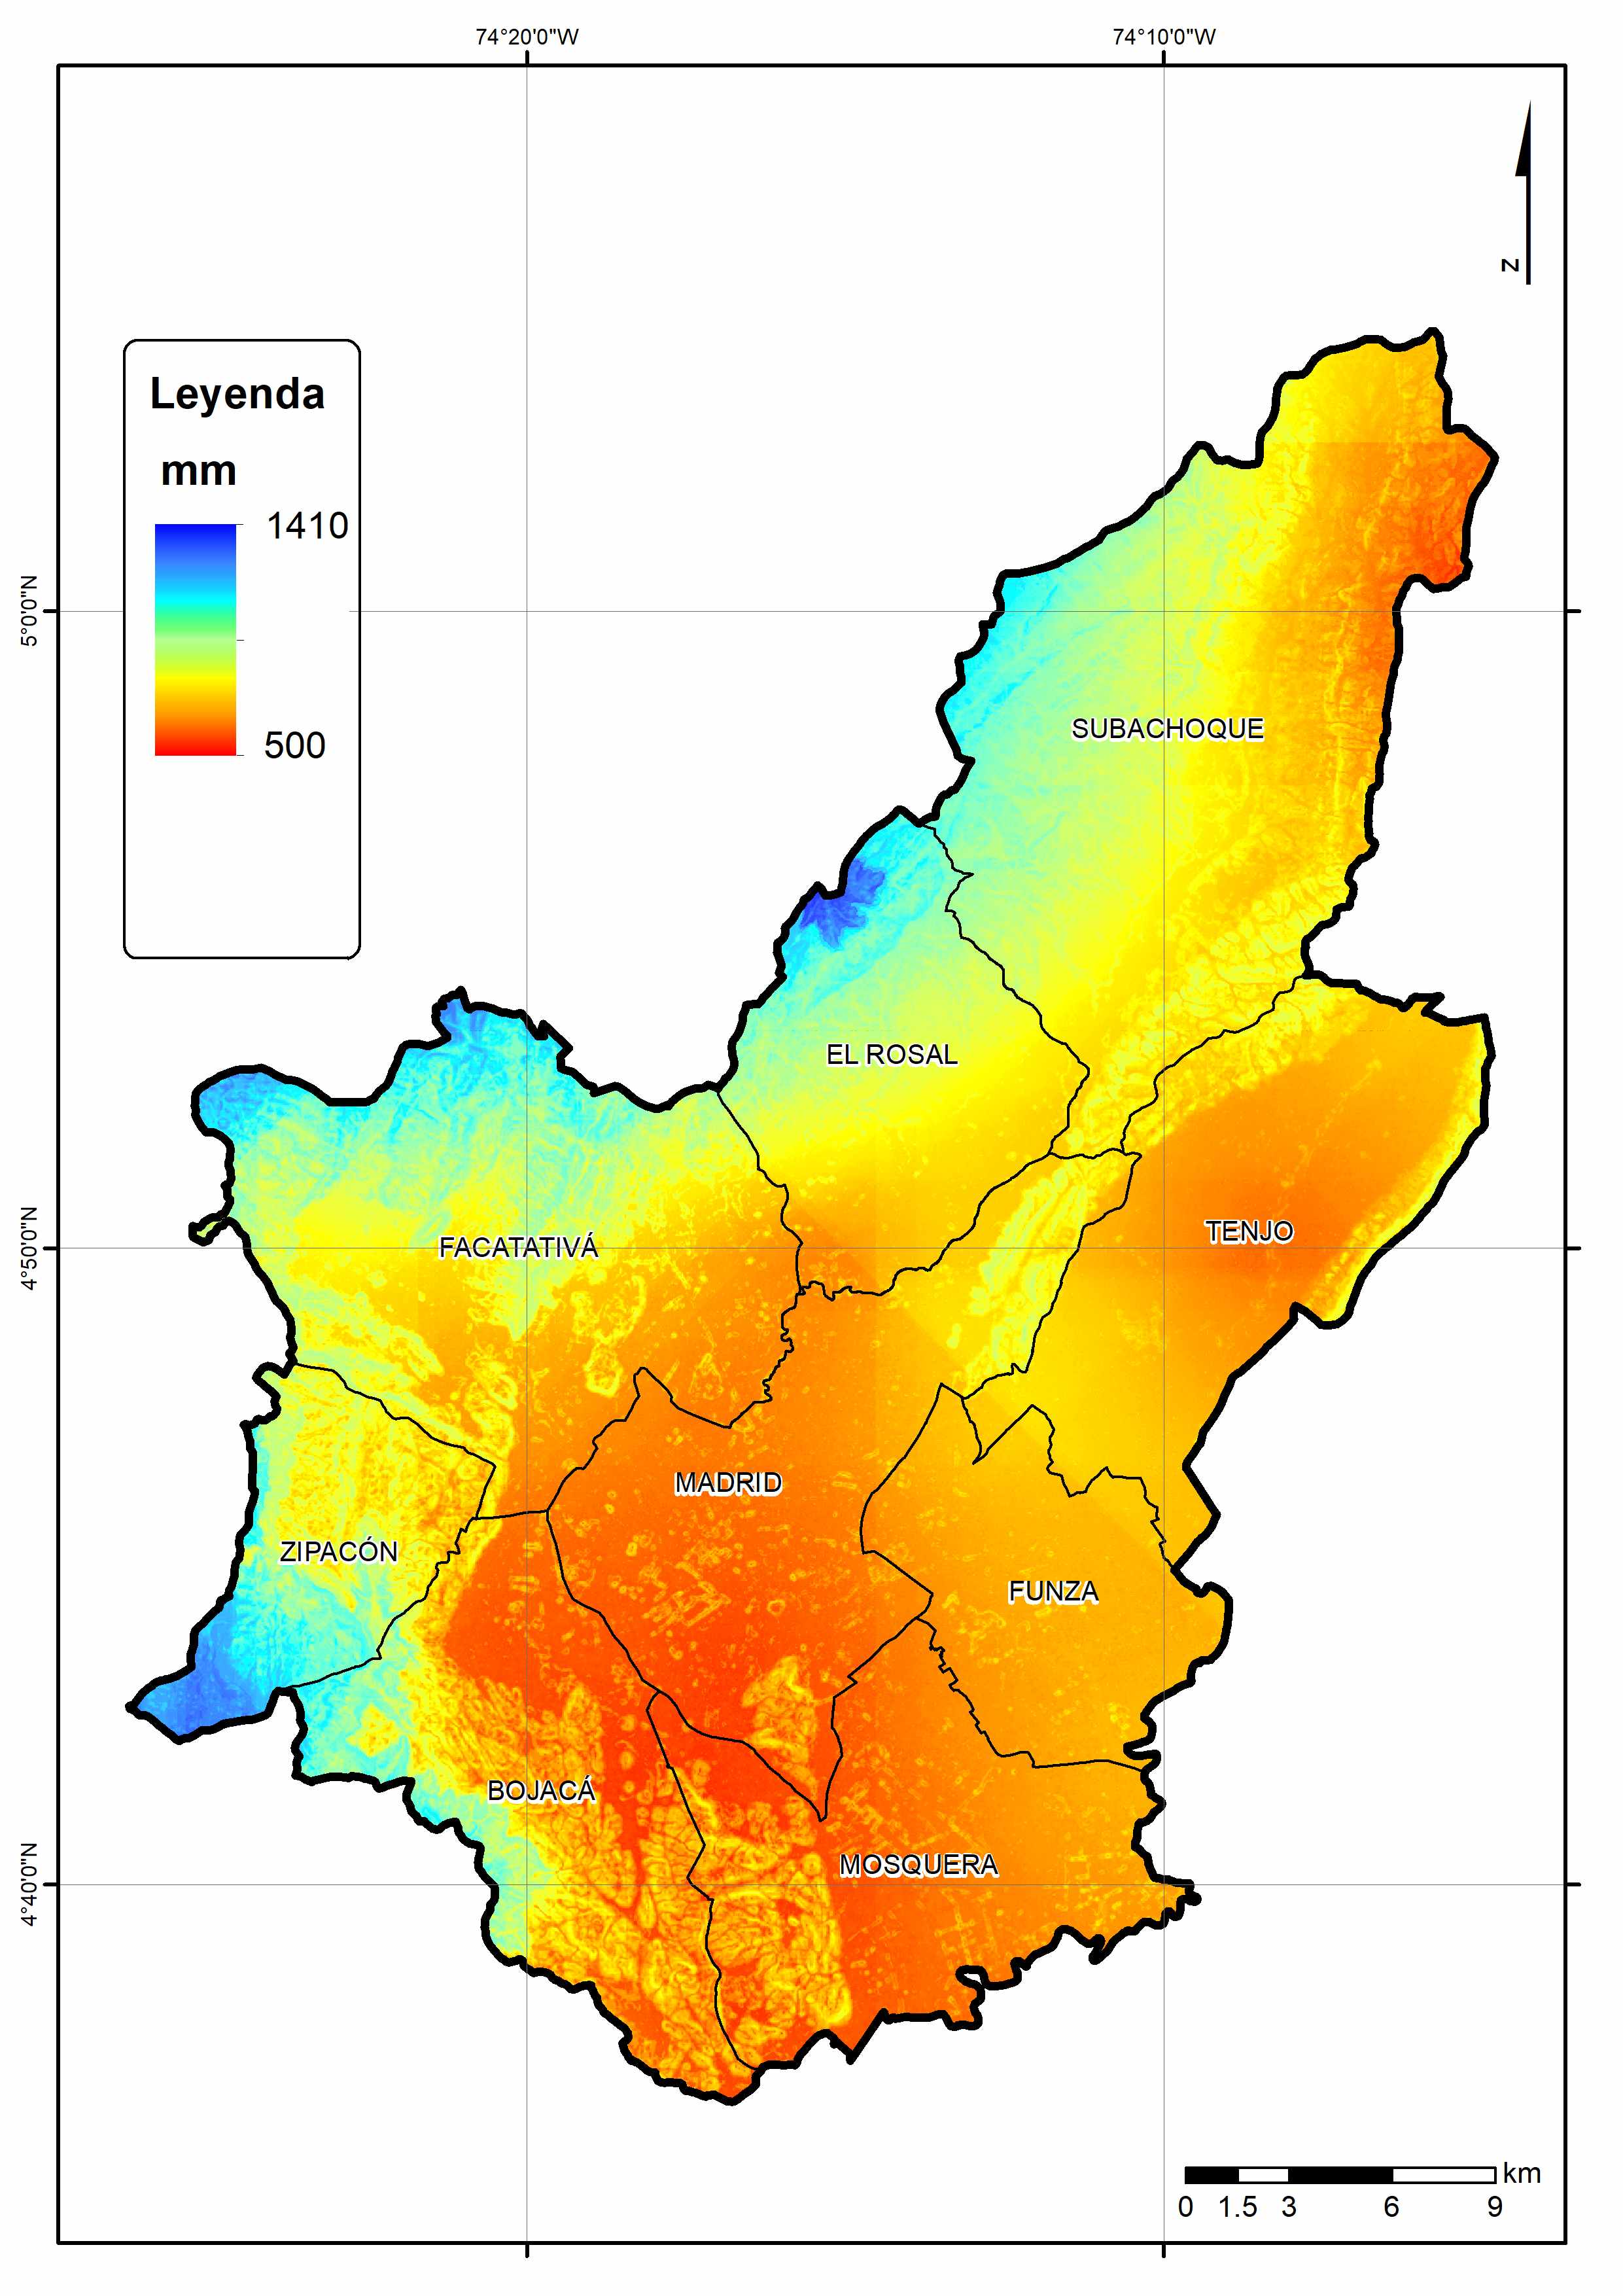 74°20'0"W 74°10'0"W
N
Leyenda
mm
1410
500
5°0'0"N
SUBACHOQUE
EL ROSAL
4°50'0"N
TENJO
FACATATIVÁ
MADRID
ZIPACÓN
FUNZA
BOJACÁ
MOSQUERA
4°40'0"N
km
0 1.5 3 6 9